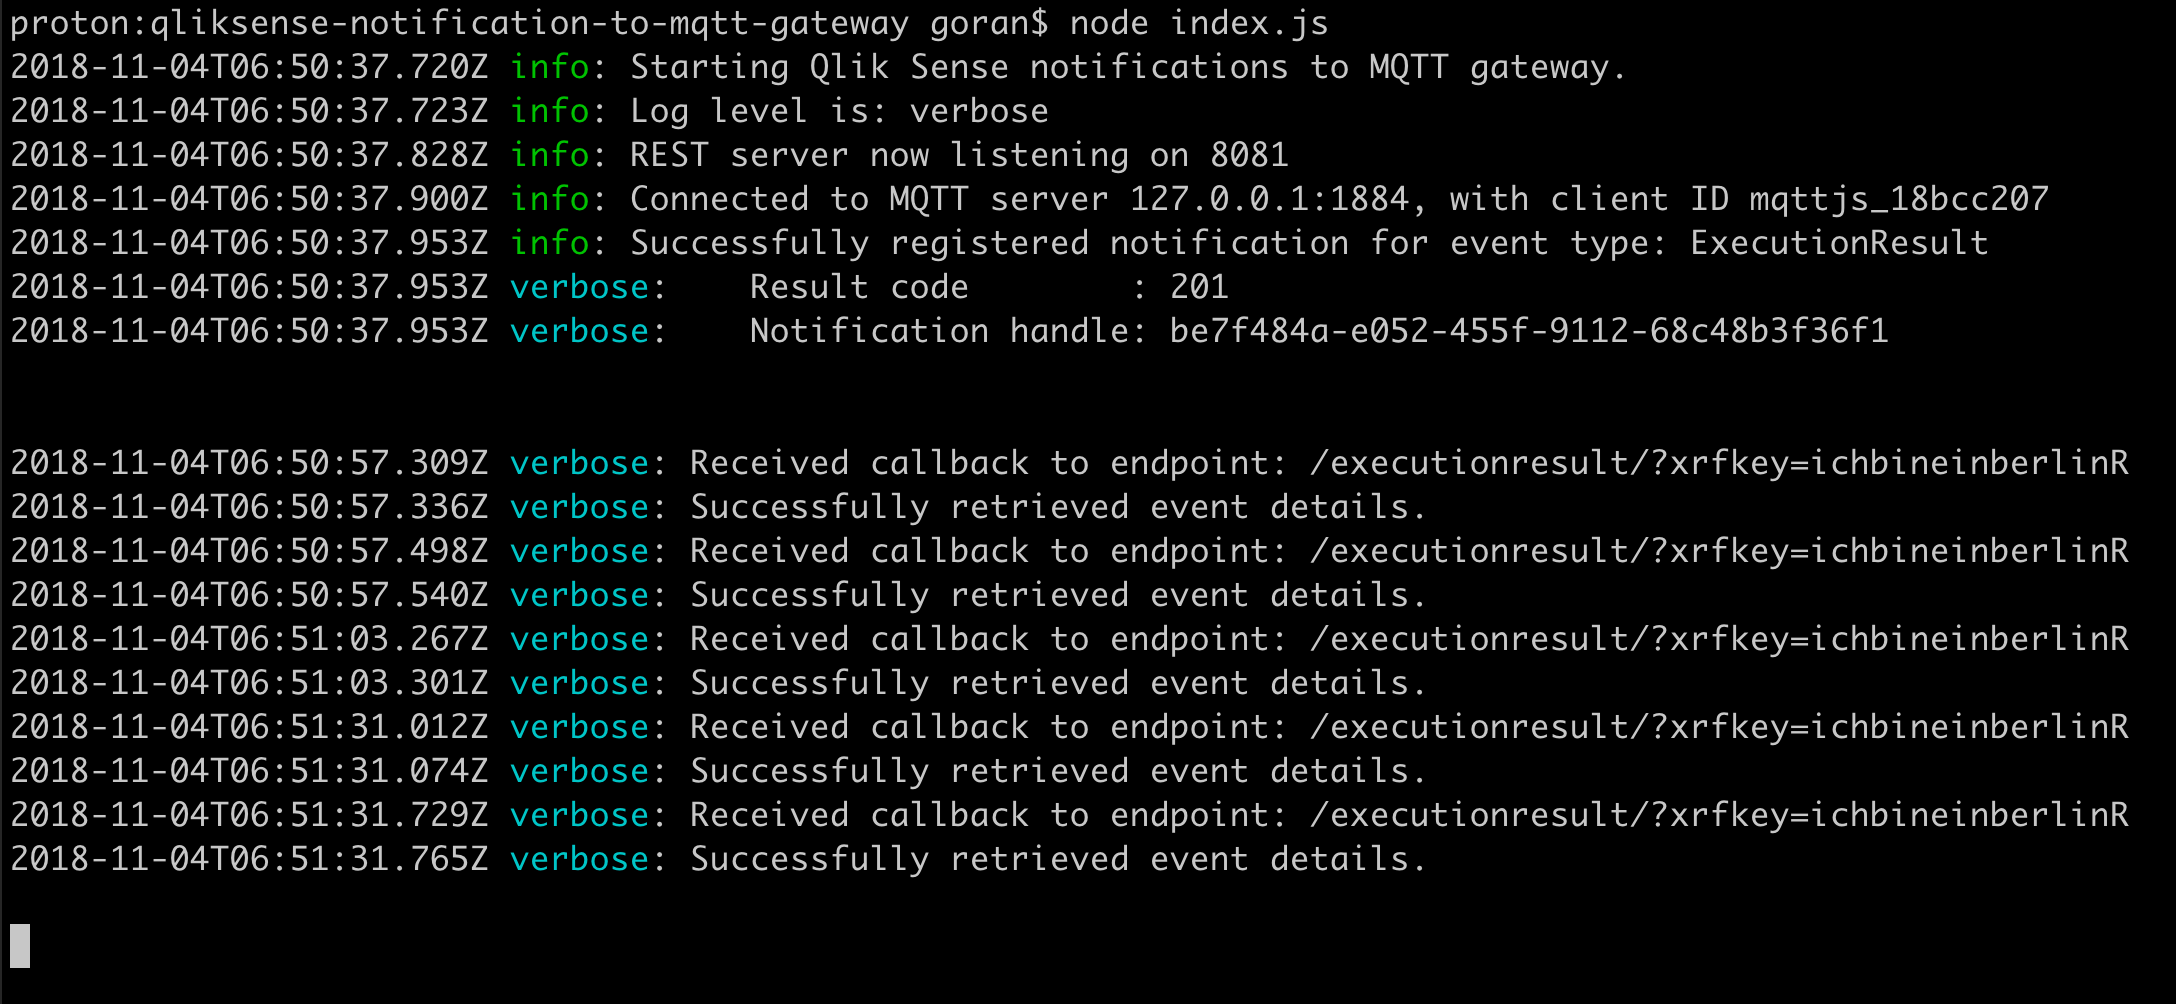 proton:qliksense-notification-to-mqtt-gateway goran$ node index.js
2018-11-04T06:50:37.720Z info: Starting Qlik Sense notifications to MQTT gateway.
2018-11-04T06:50:37.723Z info: Log level is: verbose
2018-11-04T06:50:37.828Z info: REST server now listening on 8081
2018-11-04T06:50:37.900Z info: Connected to MQTT server 127.0.0.1:1884, with client ID mqttjs_18bcc207
2018-11-04T06:50:37.953Z info: Successfully registered notification for event type: ExecutionResult
2018-11-04T06:50:37.953Z verbose:    Result code        : 201
2018-11-04T06:50:37.953Z verbose:    Notification handle: be7f484a-e052-455f-9112-68c48b3f36f1
2018-11-04T06:50:57.309Z verbose: Received callback to endpoint: /executionresult/?xrfkey=ichbineinberlinR
2018-11-04T06:50:57.336Z verbose: Successfully retrieved event details.
2018-11-04T06:50:57.498Z verbose: Received callback to endpoint: /executionresult/?xrfkey=ichbineinberlinR
2018-11-04T06:50:57.540Z verbose: Successfully retrieved event details.
2018-11-04T06:51:03.267Z verbose: Received callback to endpoint: /executionresult/?xrfkey=ichbineinberlinR
2018-11-04T06:51:03.301Z verbose: Successfully retrieved event details.
2018-11-04T06:51:31.012Z verbose: Received callback to endpoint: /executionresult/?xrfkey=ichbineinberlinR
2018-11-04T06:51:31.074Z verbose: Successfully retrieved event details.
2018-11-04T06:51:31.729Z verbose: Received callback to endpoint: /executionresult/?xrfkey=ichbineinberlinR
2018-11-04T06:51:31.765Z verbose: Successfully retrieved event details.